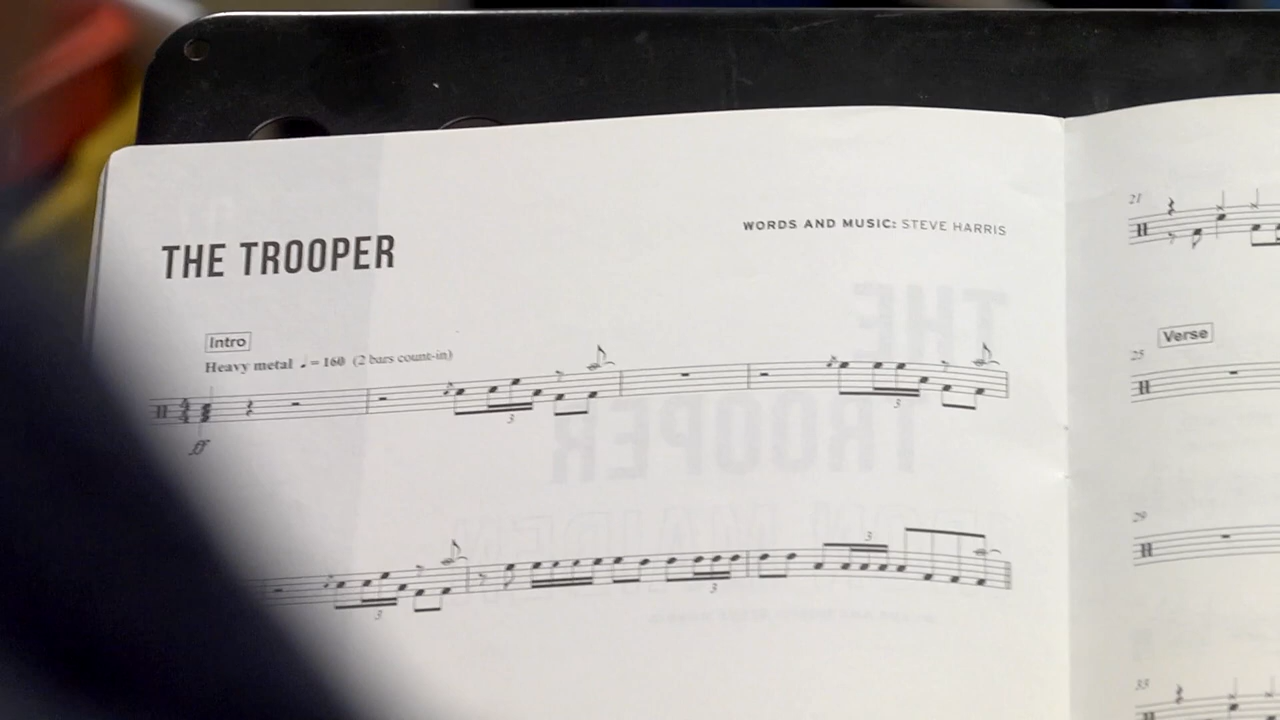 THE TROOPER
WORDS AND MUSIC: STEVE HARRIS
Intro
Heavy metal ♩ = 160 (2 bars count-in)
3
3
ff
3
3
3
21
Verse
25
29
33